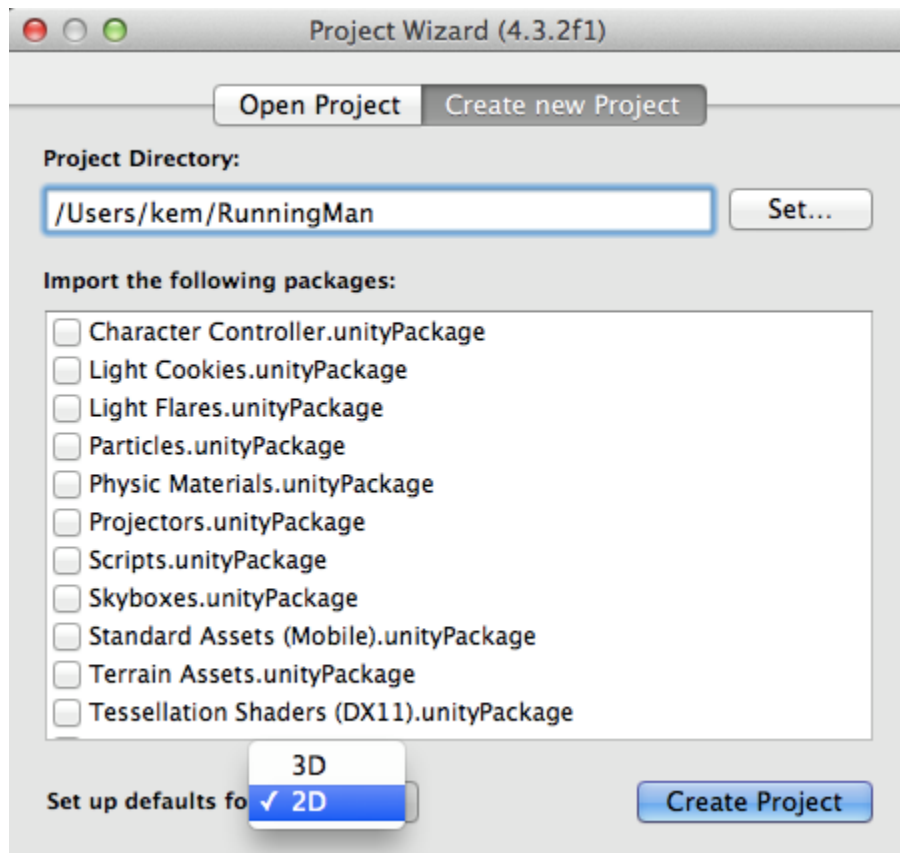 Project Wizard (4.3.2f1)
Open Project Create new Project
Project Directory:
/Users/kem/RunningMan Set...
Import the following packages:
Character Controller.unityPackage
Light Cookies.unityPackage
Light Flares.unityPackage
Particles.unityPackage
Physic Materials.unityPackage
Projectors.unityPackage
Scripts.unityPackage
Skyboxes.unityPackage
Standard Assets (Mobile).unityPackage
Terrain Assets.unityPackage
Tessellation Shaders (DX11).unityPackage
3D
Set up defaults fo ✓ 2D Create Project